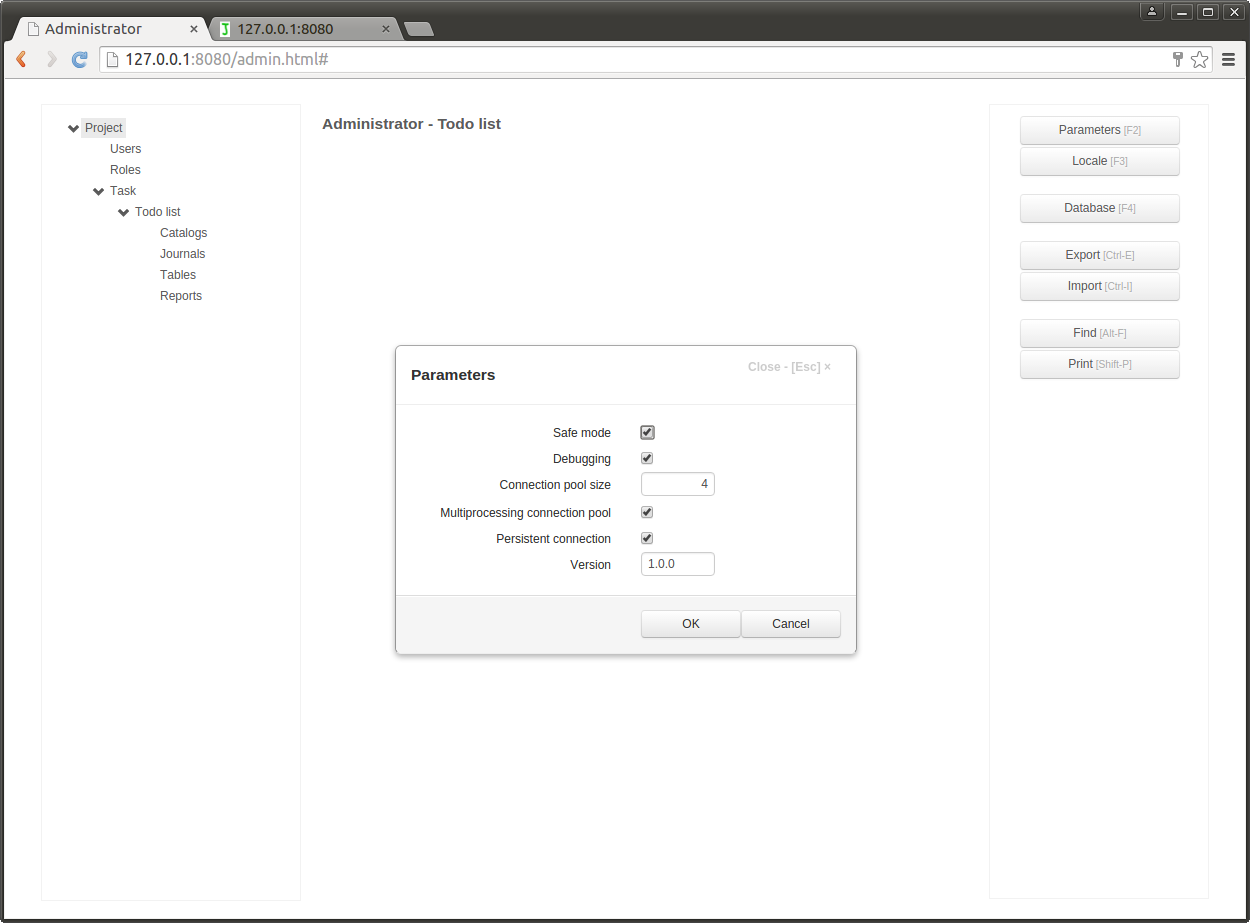 Administrator ×
127.0.0.1:8080 ×
127.0.0.1:8080/admin.html#
Project
Users
Roles
Task
Todo list
Catalogs
Journals
Tables
Reports
Administrator - Todo list
Parameters [F2]
Locale [F3]
Database [F4]
Export [Ctrl-E]
Import [Ctrl-I]
Find [Alt-F]
Print [Shift-P]
Parameters
Close - [Esc] ×
Safe mode
Debugging
Connection pool size 4
Multiprocessing connection pool
Persistent connection
Version 1.0.0
OK Cancel